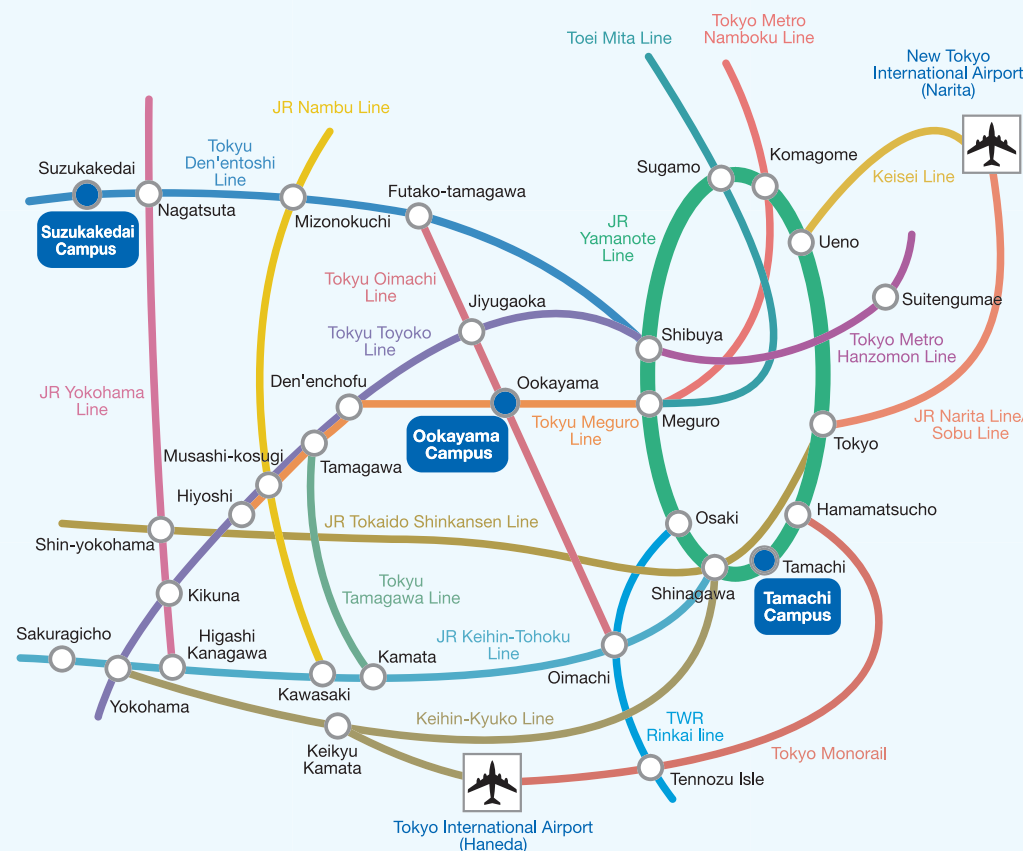 Tokyo Metro
Namboku Line
Toei Mita Line
New Tokyo
International Airport
(Narita)
JR Nambu Line
Tokyu
Den'entoshi
Line
Suzukakedai
Sugamo
Komagome
Keisei Line
Futako-tamagawa
Nagatsuta
Mizonokuchi
Suzukakedai
Campus
JR
Yamanote
Line
Ueno
Tokyu Oimachi
Line
Jiyugaoka
Suitengumae
Tokyu Toyoko
Line
Shibuya
Tokyo Metro
Hanzomon Line
JR Yokohama
Line
Den'enchofu
Ookayama
Tokyu Meguro
Line
Meguro
JR Narita Line/
Sobu Line
Ookayama
Campus
Tokyo
Musashi-kosugi
Tamagawa
Hiyoshi
JR Tokaido Shinkansen Line
Osaki
Hamamatsucho
Shin-yokohama
Tamachi
Tokyu
Tamagawa Line
Kikuna
Shinagawa
Tamachi
Campus
Sakuragicho
Higashi
Kanagawa
JR Keihin-Tohoku
Line
Kamata
Oimachi
Kawasaki
Yokohama
Keihin-Kyuko Line
TWR
Rinkai line
Keikyu
Kamata
Tokyo Monorail
Tennozu Isle
Tokyo International Airport
(Haneda)